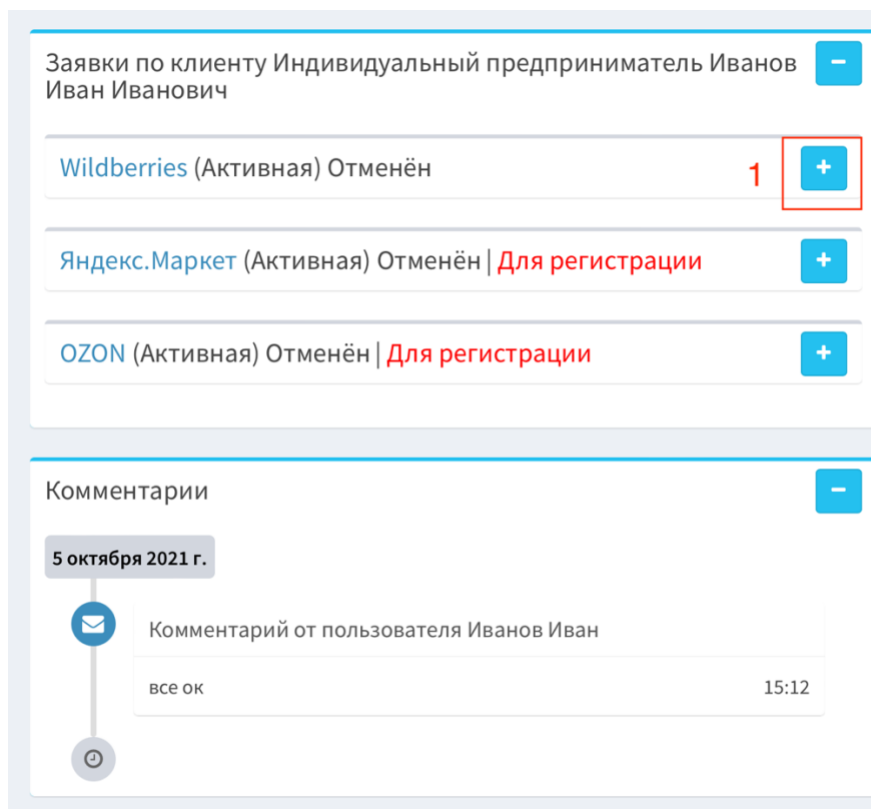 Заявки по клиенту Индивидуальный предприниматель Иванов
Иван Иванович
Wildberries (Активная) Отменён
1
Яндекс.Маркет (Активная) Отменён | Для регистрации
OZON (Активная) Отменён | Для регистрации
Комментарии
5 октября 2021 г.
Комментарий от пользователя Иванов Иван
все ок 15:12